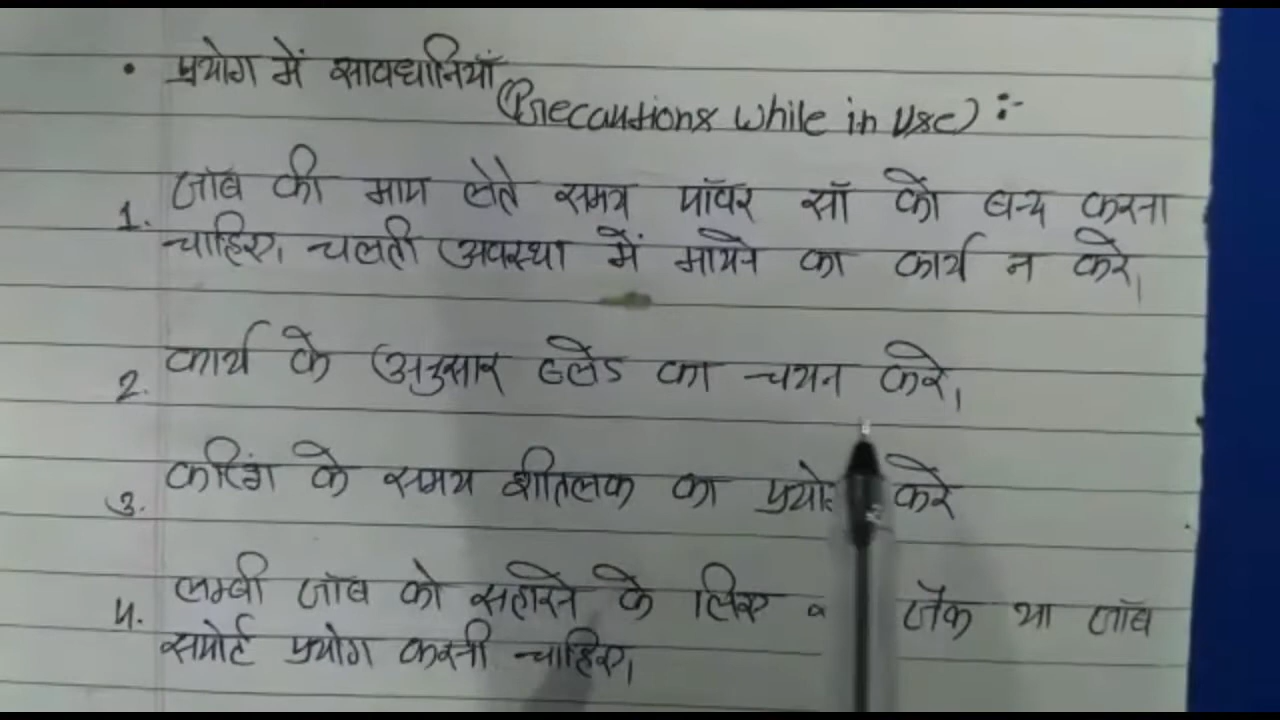 • प्रयोग में सावधानियाँ
(Precautions while in use) :-
1. जॉब की माप लेते समय पॉवर सॉ को बन्द करना
चाहिए। चलती अवस्था में मापने का कार्य न करे।
2. कार्य के अनुसार ब्लेड का चयन करे।
3. कटिंग के समय शीतलक का करे
4. लम्बी जॉब को सहारने के लिए जैक या जॉब
सपोर्ट प्रयोग करनी चाहिए।